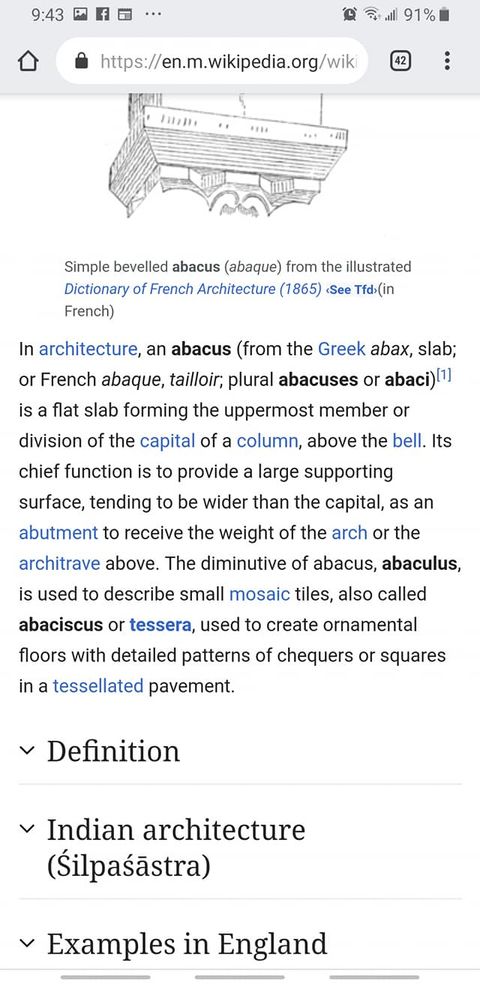 9:43 91%
https://en.m.wikipedia.org/wiki 42
Simple bevelled abacus (abaque) from the illustrated
Dictionary of French Architecture (1865) ‹See Tfd›(in
French)
In architecture, an abacus (from the Greek abax, slab;
or French abaque, tailloir; plural abacuses or abaci)[1]
is a flat slab forming the uppermost member or
division of the capital of a column, above the bell. Its
chief function is to provide a large supporting
surface, tending to be wider than the capital, as an
abutment to receive the weight of the arch or the
architrave above. The diminutive of abacus, abaculus,
is used to describe small mosaic tiles, also called
abaciscus or tessera, used to create ornamental
floors with detailed patterns of chequers or squares
in a tessellated pavement.
Definition
Indian architecture
(Śilpaśāstra)
Examples in England